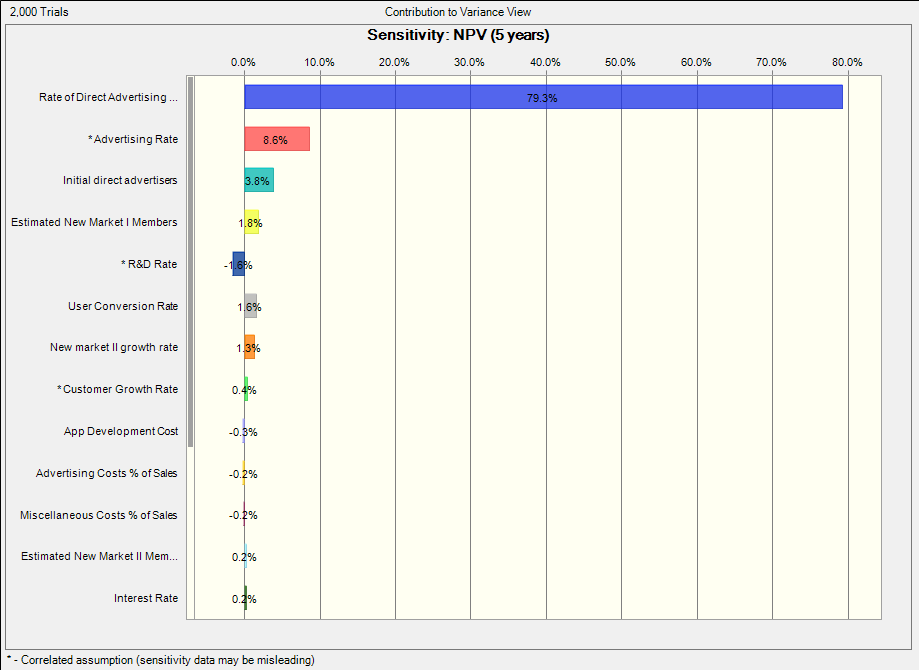 2,000 Trials
Contribution to Variance View
Sensitivity: NPV (5 years)
0.0% 10.0% 20.0% 30.0% 40.0% 50.0% 60.0% 70.0% 80.0%
Rate of Direct Advertising ... 79.3%
* Advertising Rate 8.6%
Initial direct advertisers 3.8%
Estimated New Market I Members 1.8%
* R&D Rate -1.6%
User Conversion Rate 1.6%
New market II growth rate 1.3%
* Customer Growth Rate 0.4%
App Development Cost -0.3%
Advertising Costs % of Sales -0.2%
Miscellaneous Costs % of Sales -0.2%
Estimated New Market II Mem... 0.2%
Interest Rate 0.2%
* - Correlated assumption (sensitivity data may be misleading)